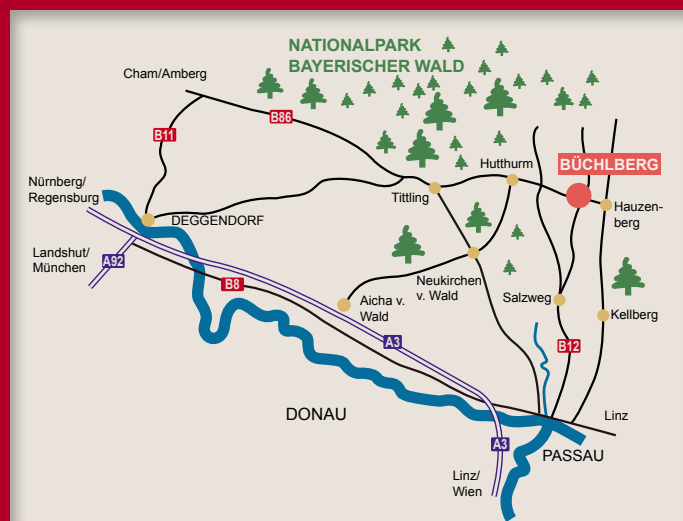 NATIONALPARK
BAYERISCHER WALD
Cham/Amberg
B86
B11
Hutthurm
BÜCHLBERG
Nürnberg/
Regensburg
Tittling
Hauzen-
berg
DEGGENDORF
Landshut/
München
A92
B8
Neukirchen
v. Wald
Aicha v.
Wald
Salzweg
Kellberg
A3
B12
DONAU
Linz
A3
PASSAU
Linz/
Wien